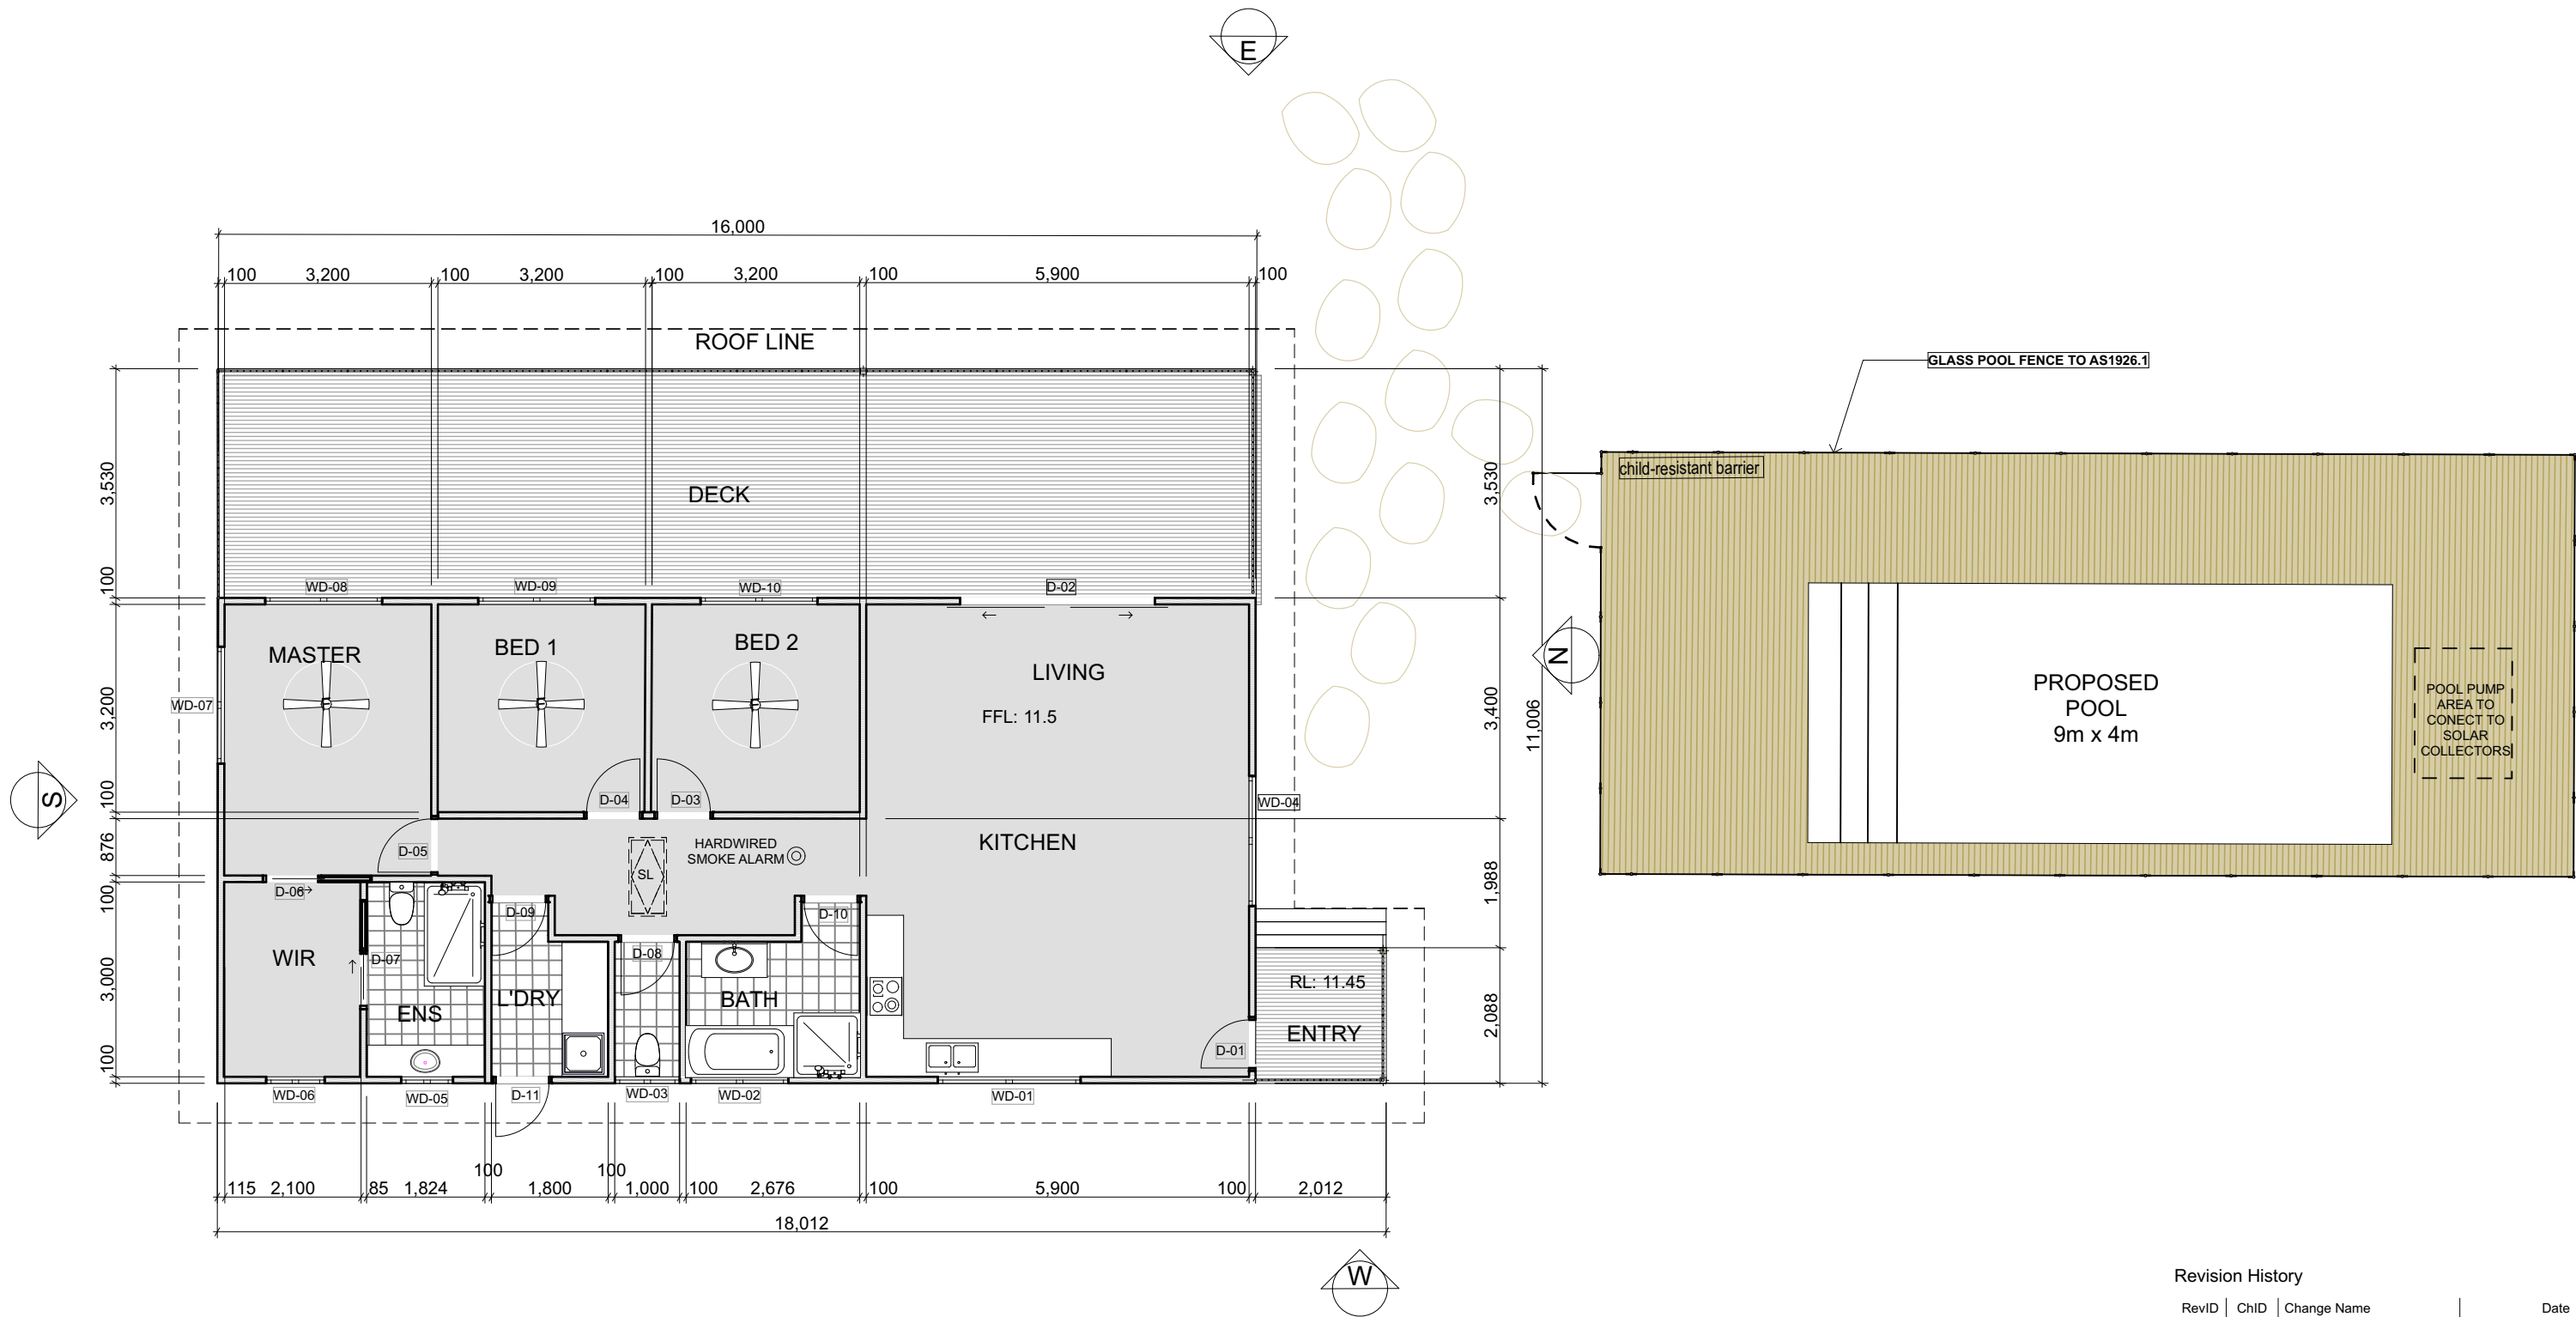 E
16,000
100 3,200 100 3,200 100 3,200 100 5,900 100
ROOF LINE
GLASS POOL FENCE TO AS1926.1
child-resistant barrier
3,530
DECK
3,530
100
WD-08
WD-09
WD-10
D-02
MASTER
BED 1
BED 2
LIVING
N
WD-07
3,200
FFL: 11.5
3,400
11,006
PROPOSED
POOL
9m x 4m
POOL PUMP
AREA TO
CONECT TO
SOLAR
COLLECTORS
S
100
D-04
D-03
WD-04
876
D-05
HARDWIRED
SMOKE ALARM
KITCHEN
SL
100
D-06
D-09
D-10
1,988
WIR
D-07
D-08
3,000
ENS
L'DRY
BATH
RL: 11.45
2,088
ENTRY
D-01
100
WD-06
WD-05
D-11
WD-03
WD-02
WD-01
100 100
115 2,100 85 1,824 1,800 1,000 100 2,676 100 5,900 100 2,012
18,012
W
Revision History
RevID ChID Change Name Date